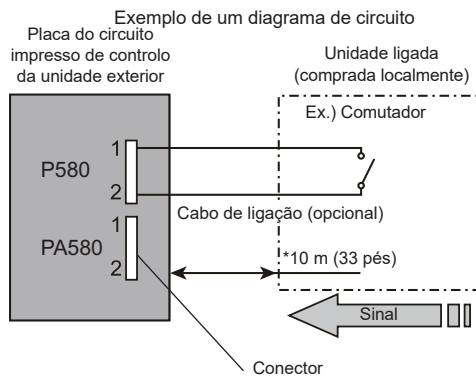 Exemplo de um diagrama de circuito
Placa do circuito
impresso de controlo
da unidade exterior
Unidade ligada
(comprada localmente)
Ex.) Comutador
P580
1
2
Cabo de ligação (opcional)
PA580
1
2
*10 m (33 pés)
Sinal
Conector